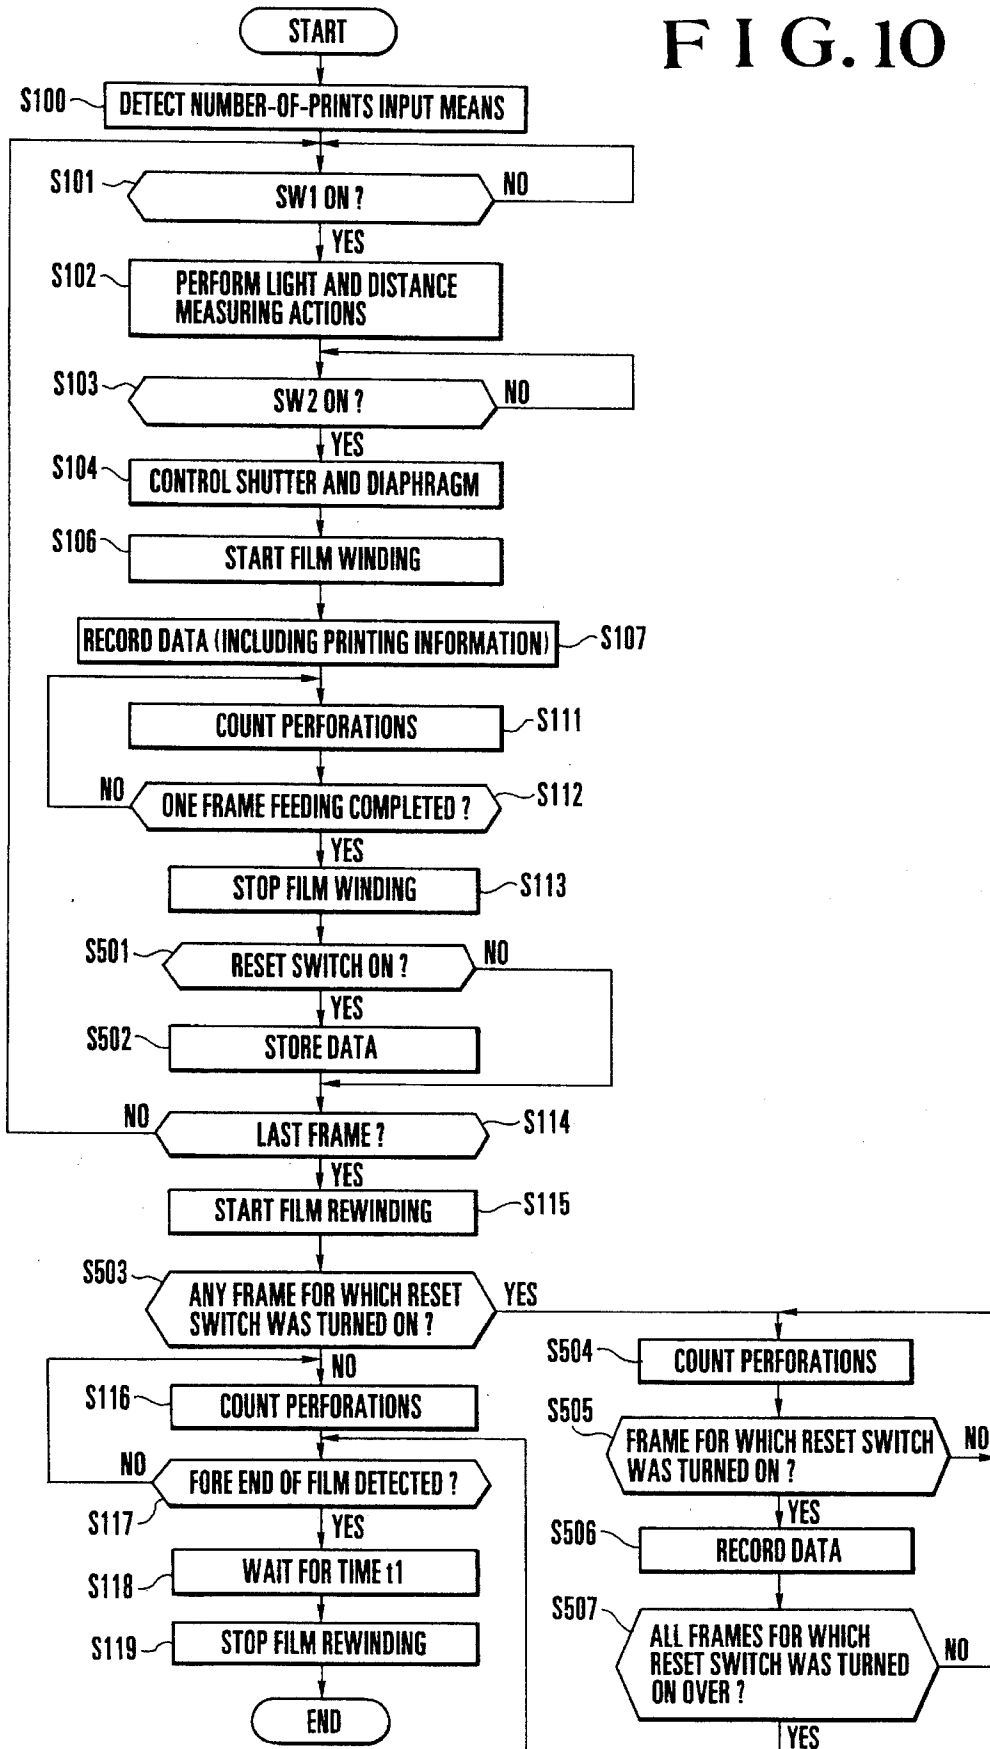 START
F I G. 10
S100
DETECT NUMBER-OF-PRINTS INPUT MEANS
S101
SW1 ON ?
NO
YES
S102
PERFORM LIGHT AND DISTANCE
MEASURING ACTIONS
S103
SW2 ON ?
NO
YES
S104
CONTROL SHUTTER AND DIAPHRAGM
S106
START FILM WINDING
RECORD DATA (INCLUDING PRINTING INFORMATION)
S107
COUNT PERFORATIONS
S111
NO
ONE FRAME FEEDING COMPLETED ?
S112
YES
STOP FILM WINDING
S113
S501
RESET SWITCH ON ?
NO
YES
S502
STORE DATA
NO
LAST FRAME ?
S114
YES
START FILM REWINDING
S115
S503
ANY FRAME FOR WHICH RESET
SWITCH WAS TURNED ON ?
YES
NO
S116
COUNT PERFORATIONS
NO
FORE END OF FILM DETECTED ?
S117
YES
S118
WAIT FOR TIME t1
S119
STOP FILM REWINDING
END
S504
COUNT PERFORATIONS
S505
FRAME FOR WHICH RESET SWITCH
WAS TURNED ON ?
NO
YES
S506
RECORD DATA
S507
ALL FRAMES FOR WHICH
RESET SWITCH WAS TURNED
ON OVER ?
NO
YES